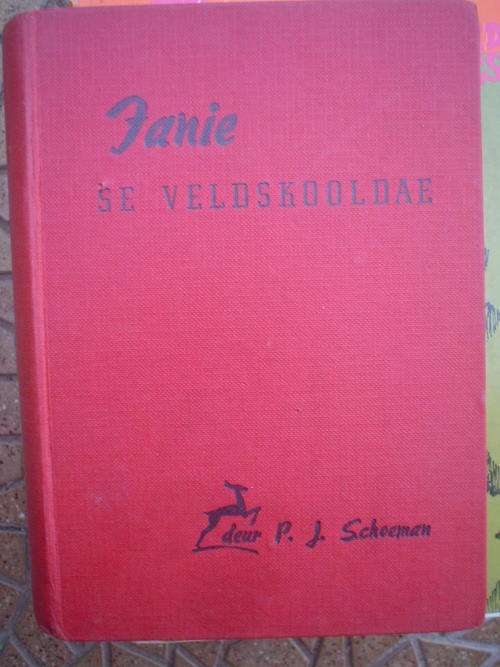 Fanie
SE VELDSKOOLDAE
deur P. J. Schoeman